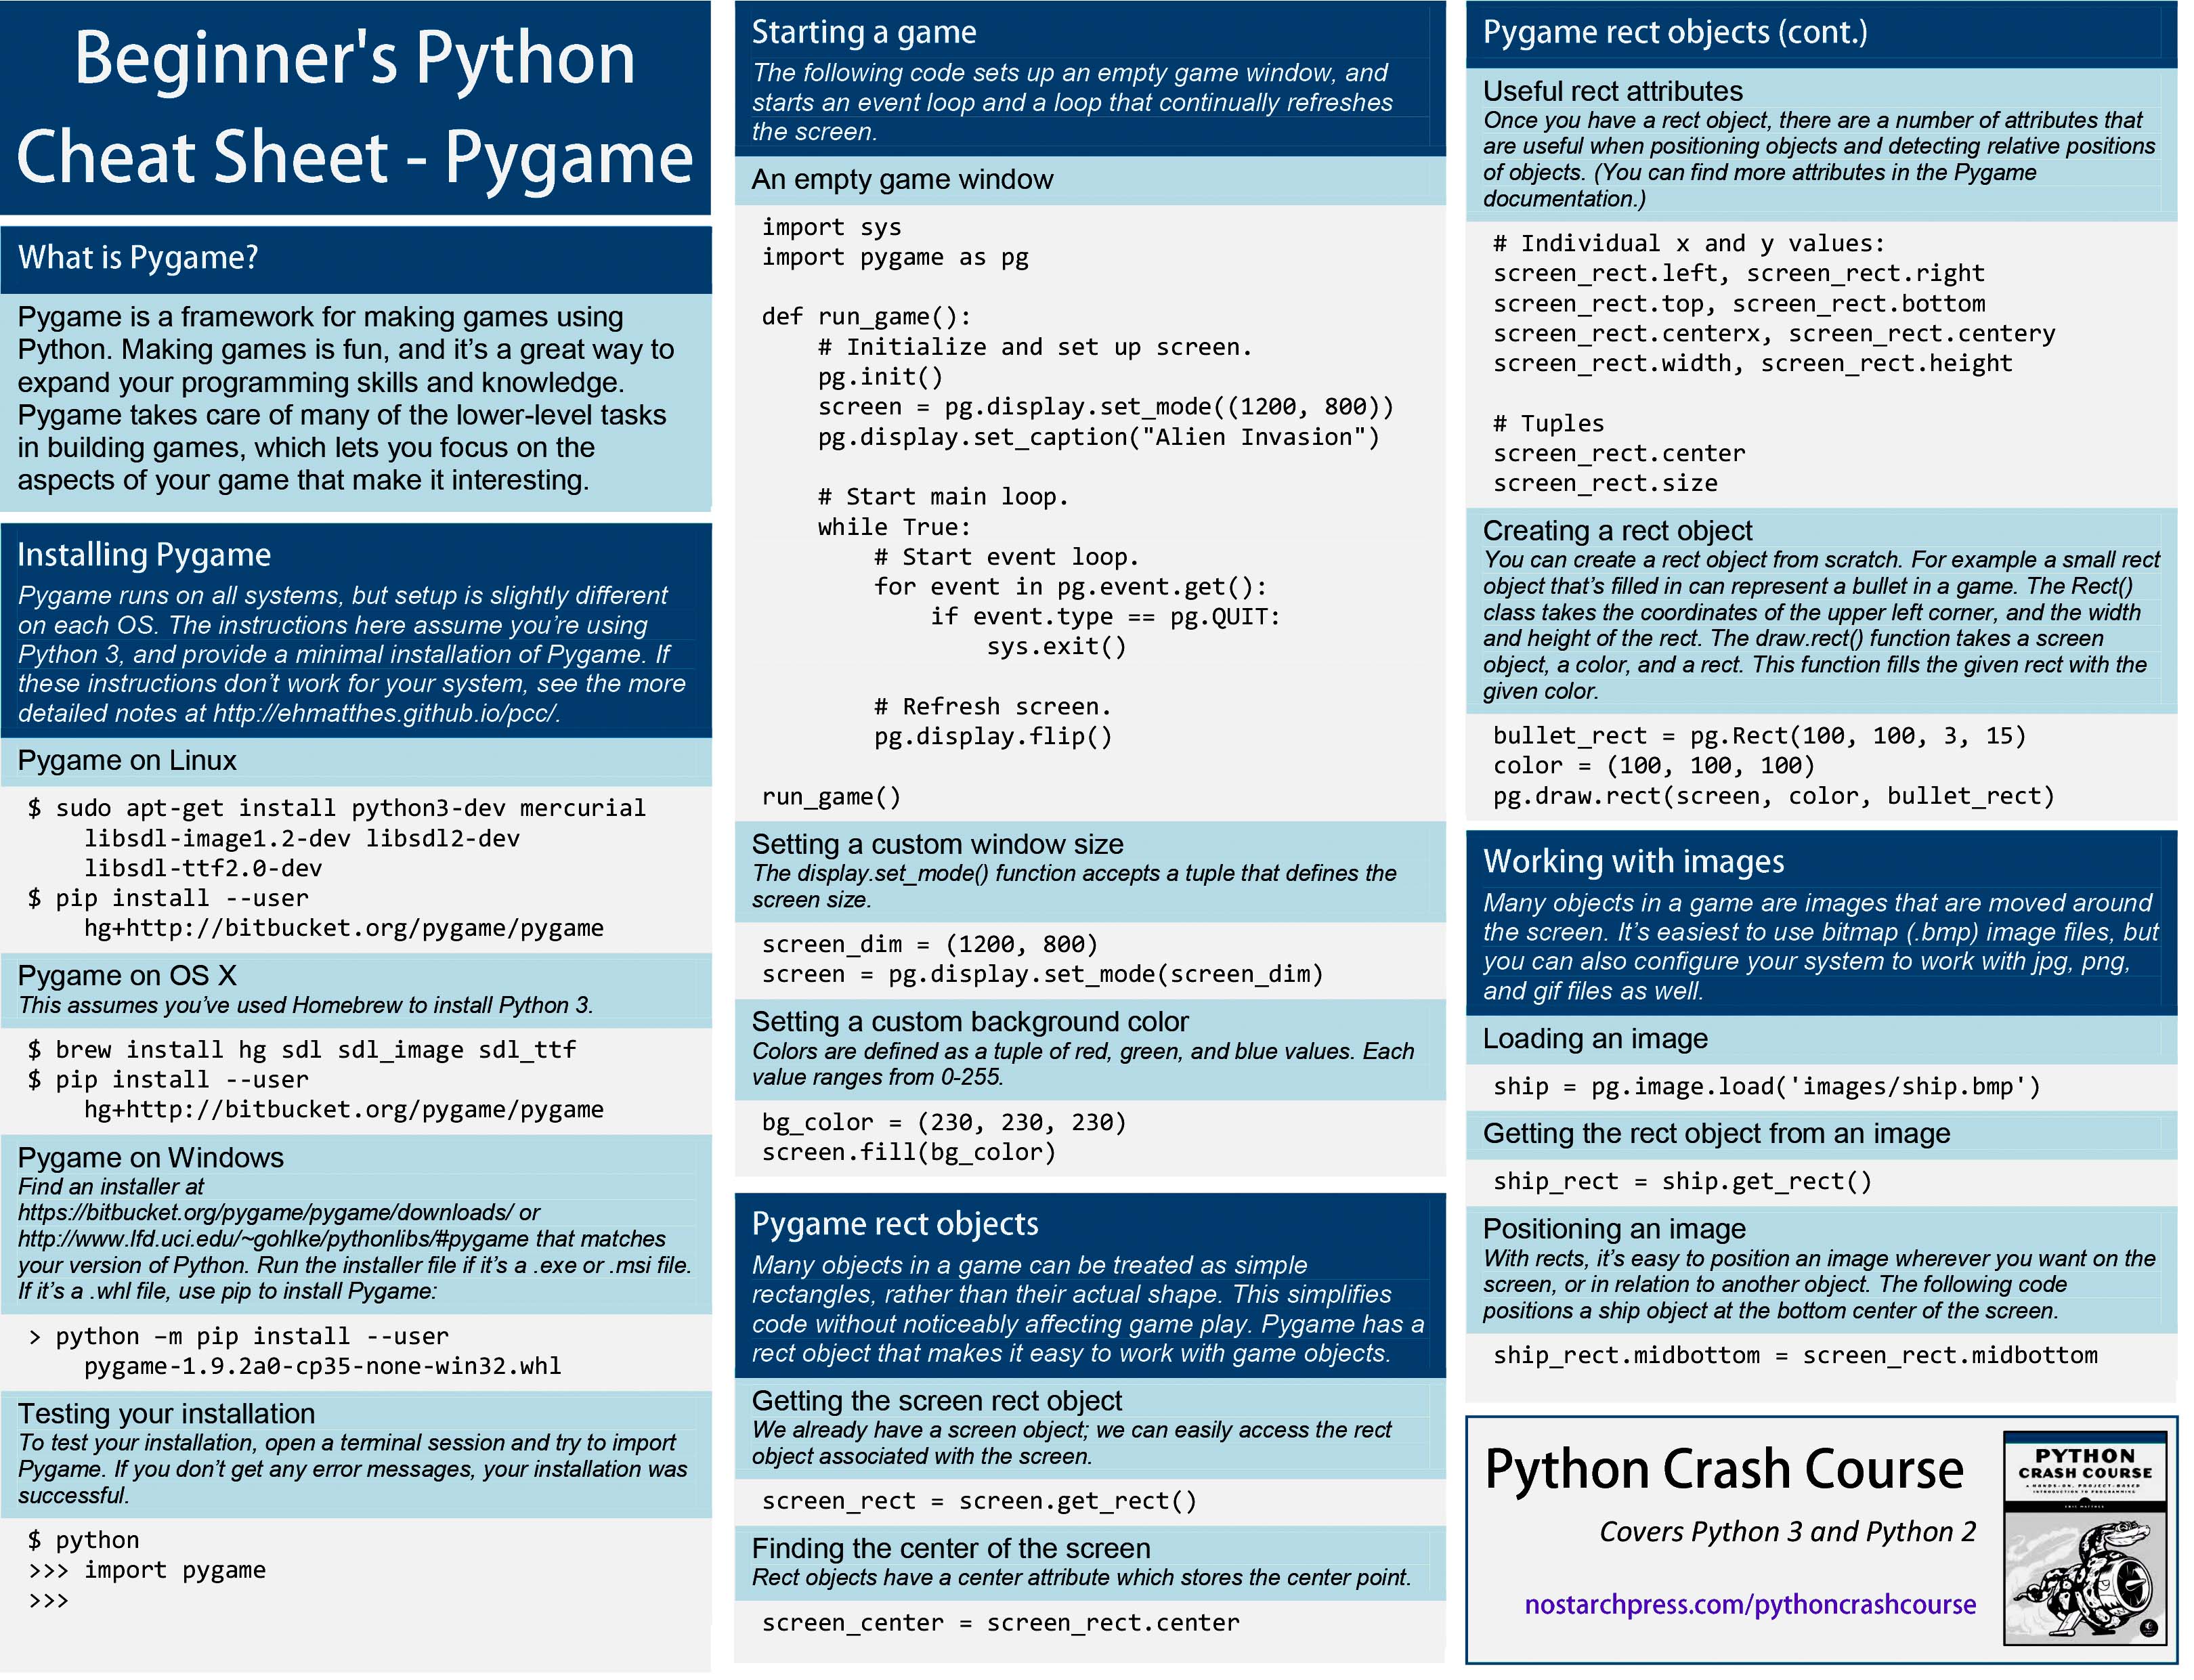 Beginner's Python
Cheat Sheet - Pygame
What is Pygame?
Pygame is a framework for making games using
Python. Making games is fun, and it’s a great way to
expand your programming skills and knowledge.
Pygame takes care of many of the lower-level tasks
in building games, which lets you focus on the
aspects of your game that make it interesting.
Installing Pygame
Pygame runs on all systems, but setup is slightly different
on each OS. The instructions here assume you’re using
Python 3, and provide a minimal installation of Pygame. If
these instructions don’t work for your system, see the more
detailed notes at http://ehmatthes.github.io/pcc/.
Pygame on Linux
$ sudo apt-get install python3-dev mercurial
    libsdl-image1.2-dev libsdl2-dev
    libsdl-ttf2.0-dev
$ pip install --user
    hg+http://bitbucket.org/pygame/pygame
Pygame on OS X
This assumes you’ve used Homebrew to install Python 3.
$ brew install hg sdl sdl_image sdl_ttf
$ pip install --user
    hg+http://bitbucket.org/pygame/pygame
Pygame on Windows
Find an installer at
https://bitbucket.org/pygame/pygame/downloads/ or
http://www.lfd.uci.edu/~gohlke/pythonlibs/#pygame that matches
your version of Python. Run the installer file if it’s a .exe or .msi file.
If it’s a .whl file, use pip to install Pygame:
> python –m pip install --user
    pygame-1.9.2a0-cp35-none-win32.whl
Testing your installation
To test your installation, open a terminal session and try to import
Pygame. If you don’t get any error messages, your installation was
successful.
$ python
>>> import pygame
>>>
Starting a game
The following code sets up an empty game window, and
starts an event loop and a loop that continually refreshes
the screen.
An empty game window
import sys
import pygame as pg
def run_game():
    # Initialize and set up screen.
    pg.init()
    screen = pg.display.set_mode((1200, 800))
    pg.display.set_caption("Alien Invasion")
    # Start main loop.
    while True:
        # Start event loop.
        for event in pg.event.get():
            if event.type == pg.QUIT:
                sys.exit()
        # Refresh screen.
        pg.display.flip()
run_game()
Setting a custom window size
The display.set_mode() function accepts a tuple that defines the
screen size.
screen_dim = (1200, 800)
screen = pg.display.set_mode(screen_dim)
Setting a custom background color
Colors are defined as a tuple of red, green, and blue values. Each
value ranges from 0-255.
bg_color = (230, 230, 230)
screen.fill(bg_color)
Pygame rect objects
Many objects in a game can be treated as simple
rectangles, rather than their actual shape. This simplifies
code without noticeably affecting game play. Pygame has a
rect object that makes it easy to work with game objects.
Getting the screen rect object
We already have a screen object; we can easily access the rect
object associated with the screen.
screen_rect = screen.get_rect()
Finding the center of the screen
Rect objects have a center attribute which stores the center point.
screen_center = screen_rect.center
Pygame rect objects (cont.)
Useful rect attributes
Once you have a rect object, there are a number of attributes that
are useful when positioning objects and detecting relative positions
of objects. (You can find more attributes in the Pygame
documentation.)
# Individual x and y values:
screen_rect.left, screen_rect.right
screen_rect.top, screen_rect.bottom
screen_rect.centerx, screen_rect.centery
screen_rect.width, screen_rect.height
# Tuples
screen_rect.center
screen_rect.size
Creating a rect object
You can create a rect object from scratch. For example a small rect
object that’s filled in can represent a bullet in a game. The Rect()
class takes the coordinates of the upper left corner, and the width
and height of the rect. The draw.rect() function takes a screen
object, a color, and a rect. This function fills the given rect with the
given color.
bullet_rect = pg.Rect(100, 100, 3, 15)
color = (100, 100, 100)
pg.draw.rect(screen, color, bullet_rect)
Working with images
Many objects in a game are images that are moved around
the screen. It’s easiest to use bitmap (.bmp) image files, but
you can also configure your system to work with jpg, png,
and gif files as well.
Loading an image
ship = pg.image.load('images/ship.bmp')
Getting the rect object from an image
ship_rect = ship.get_rect()
Positioning an image
With rects, it’s easy to position an image wherever you want on the
screen, or in relation to another object. The following code
positions a ship object at the bottom center of the screen.
ship_rect.midbottom = screen_rect.midbottom
Python Crash Course
Covers Python 3 and Python 2
nostarchpress.com/pythoncrashcourse
PYTHON
CRASH COURSE
A HANDS-ON, PROJECT-BASED
INTRODUCTION TO PROGRAMMING
ERIC MATTHES